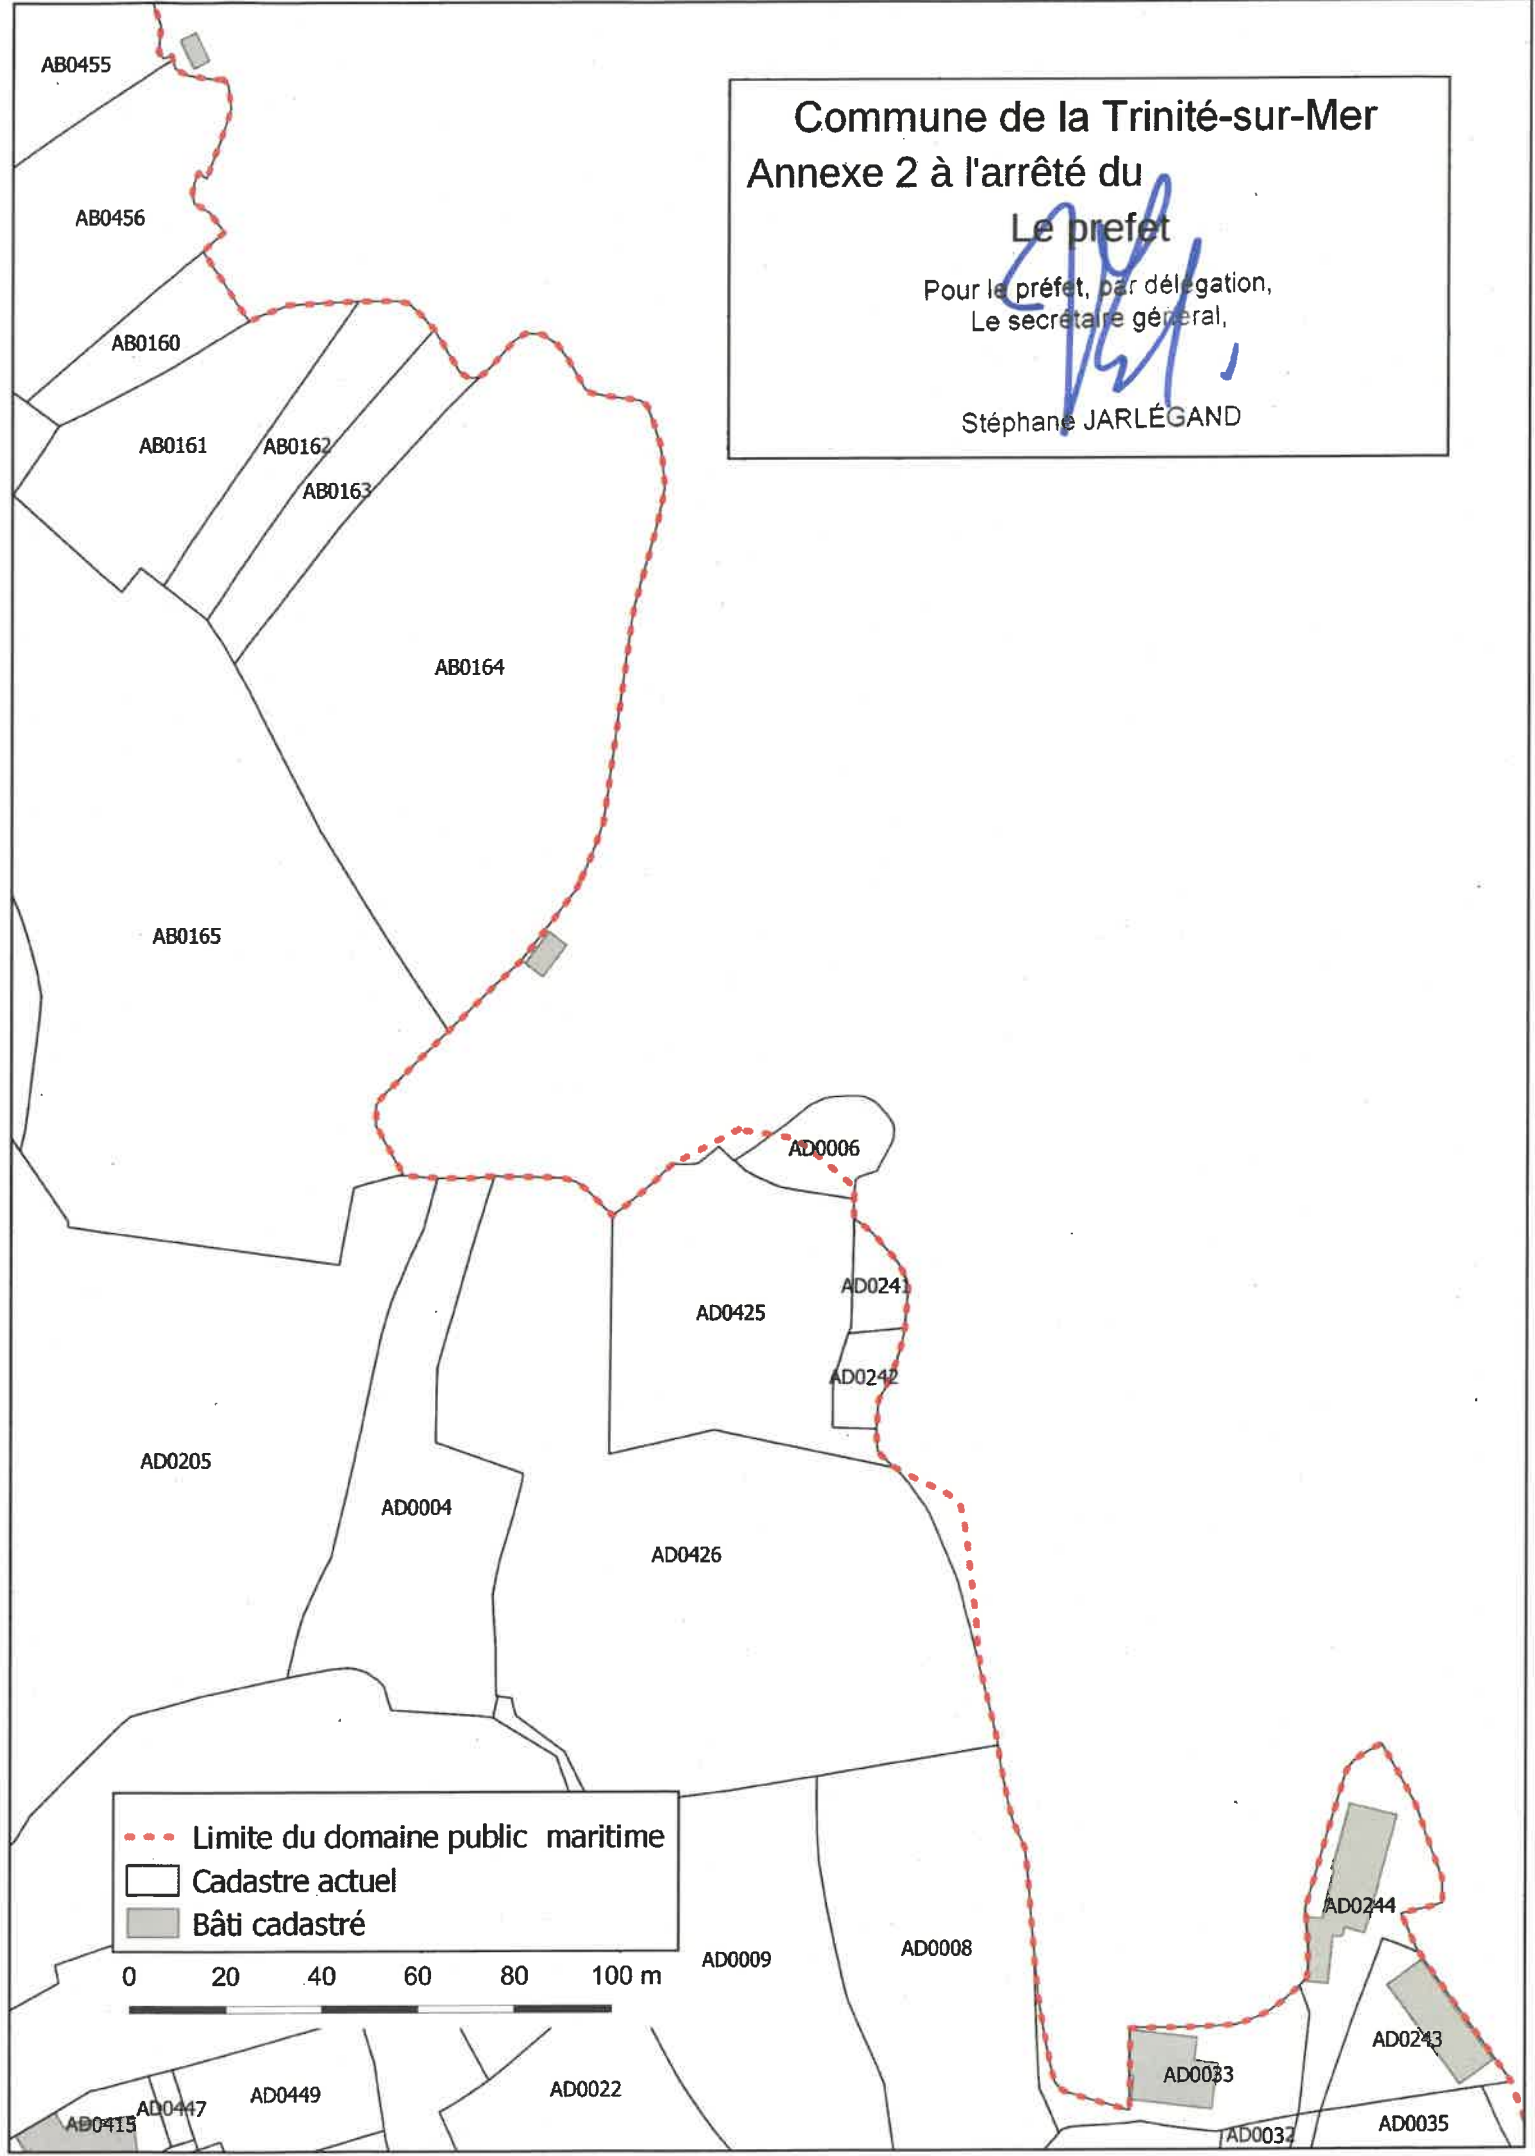 Commune de la Trinité-sur-Mer
Annexe 2 à l'arrêté du
Le prefet
Pour le préfet, par délégation,
Le secrétaire général,
Stéphane JARLÉGAND
AB0455
AB0456
AB0160
AB0161
AB0162
AB0163
AB0164
AB0165
AD0006
AD0241
AD0425
AD0242
AD0205
AD0004
AD0426
Limite du domaine public maritime
Cadastre actuel
Bâti cadastré
0 20 40 60 80 100 m
AD0009
AD0008
AD0244
AD0243
AD0033
AD0022
AD0449
AD0447
AD0415
AD0032
AD0035